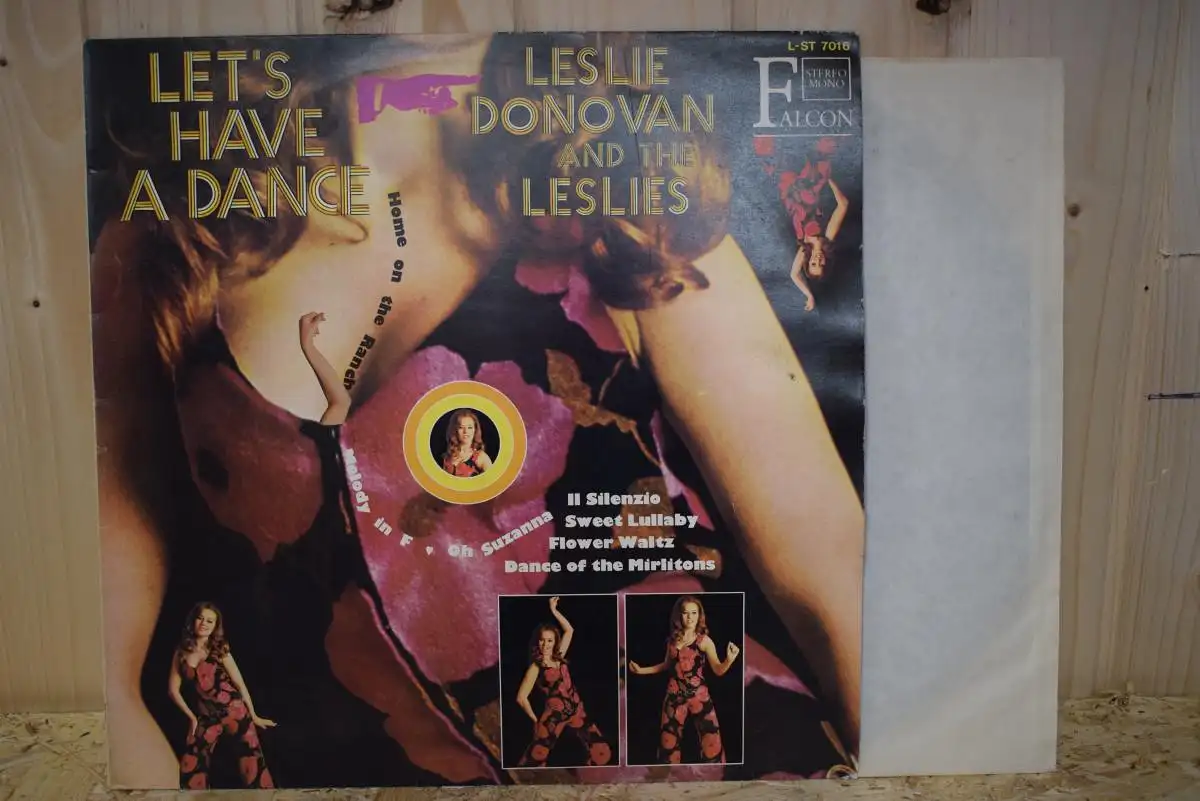 LET'S
HAVE
A DANCE
LESLIE
DONOVAN
AND THE
LESLIES
L-ST 7016
STEREO
MONO
FALCON
Home on the Ranch
Melody in F • Oh Suzanna
Il Silenzio
Sweet Lullaby
Flower Waltz
Dance of the Mirlitons